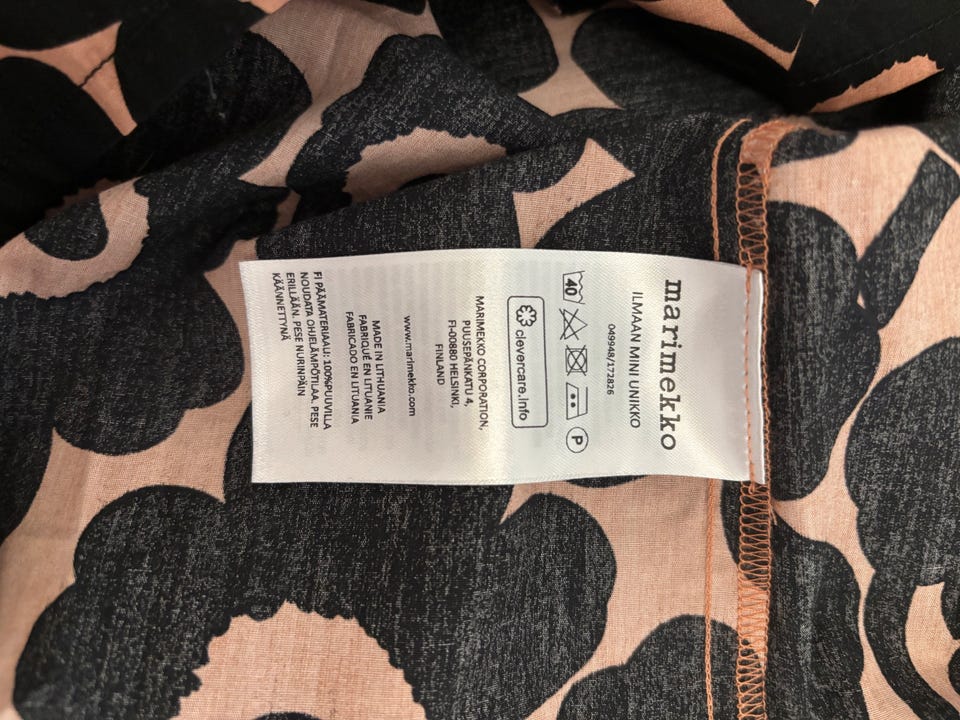 marimekko
ILMAAN MINI UNIKKO
049948/172826
40
P
clevercare.info
MARIMEKKO CORPORATION,
PUUSEPÄNKATU 4,
FI-00880 HELSINKI,
FINLAND
www.marimekko.com
MADE IN LITHUANIA
FABRIQUÉ EN LITUANIE
FABRICADO EN LITUANIA
FI PÄÄMATERIAALI: 100%PUUVILLA
NOUDATA OHJELÄMPÖTILAA. PESE
ERILLÄÄN. PESE NURINPÄIN
KÄÄNNETTYNÄ